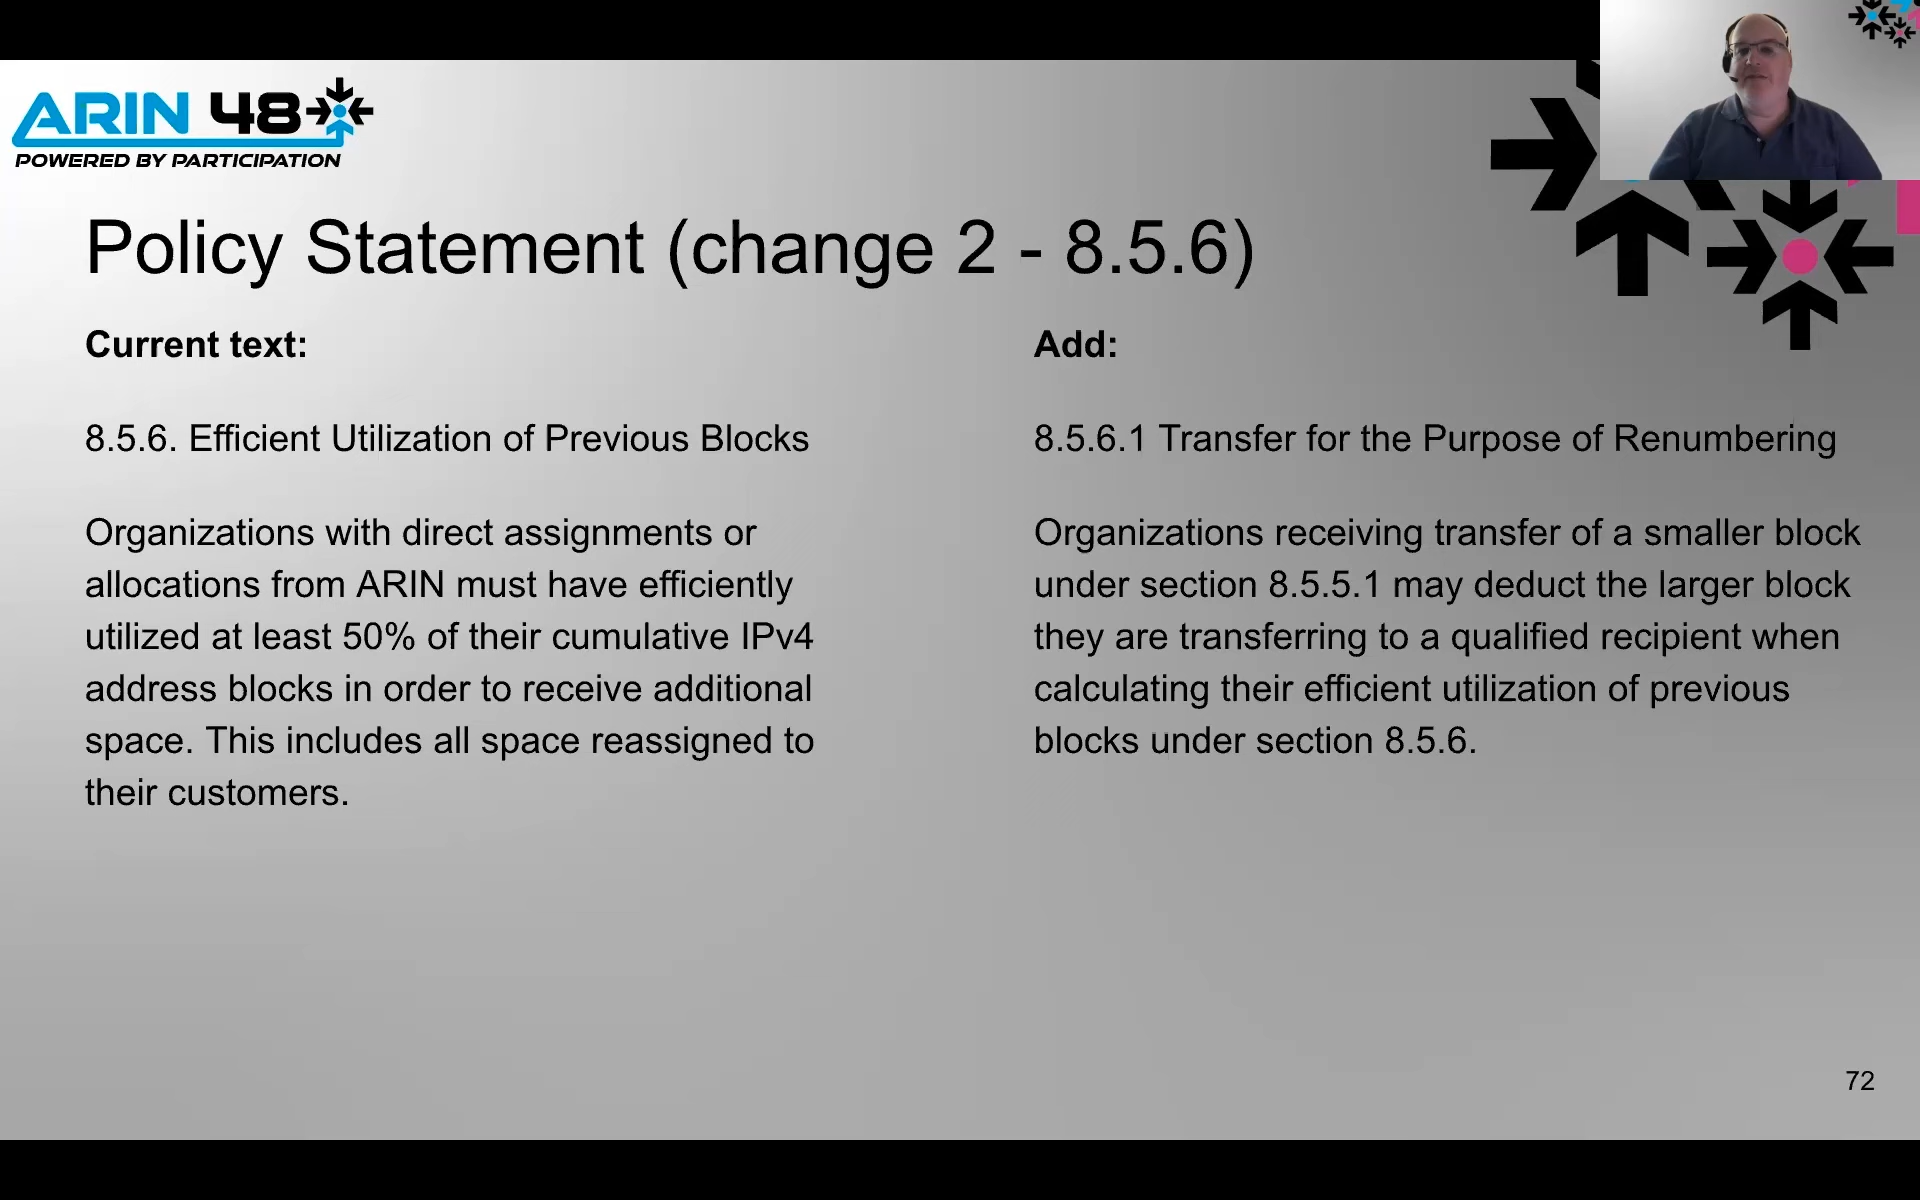 ARIN 48
POWERED BY PARTICIPATION
Policy Statement (change 2 - 8.5.6)
Current text:
8.5.6. Efficient Utilization of Previous Blocks
Organizations with direct assignments or
allocations from ARIN must have efficiently
utilized at least 50% of their cumulative IPv4
address blocks in order to receive additional
space. This includes all space reassigned to
their customers.
Add:
8.5.6.1 Transfer for the Purpose of Renumbering
Organizations receiving transfer of a smaller block
under section 8.5.5.1 may deduct the larger block
they are transferring to a qualified recipient when
calculating their efficient utilization of previous
blocks under section 8.5.6.
72